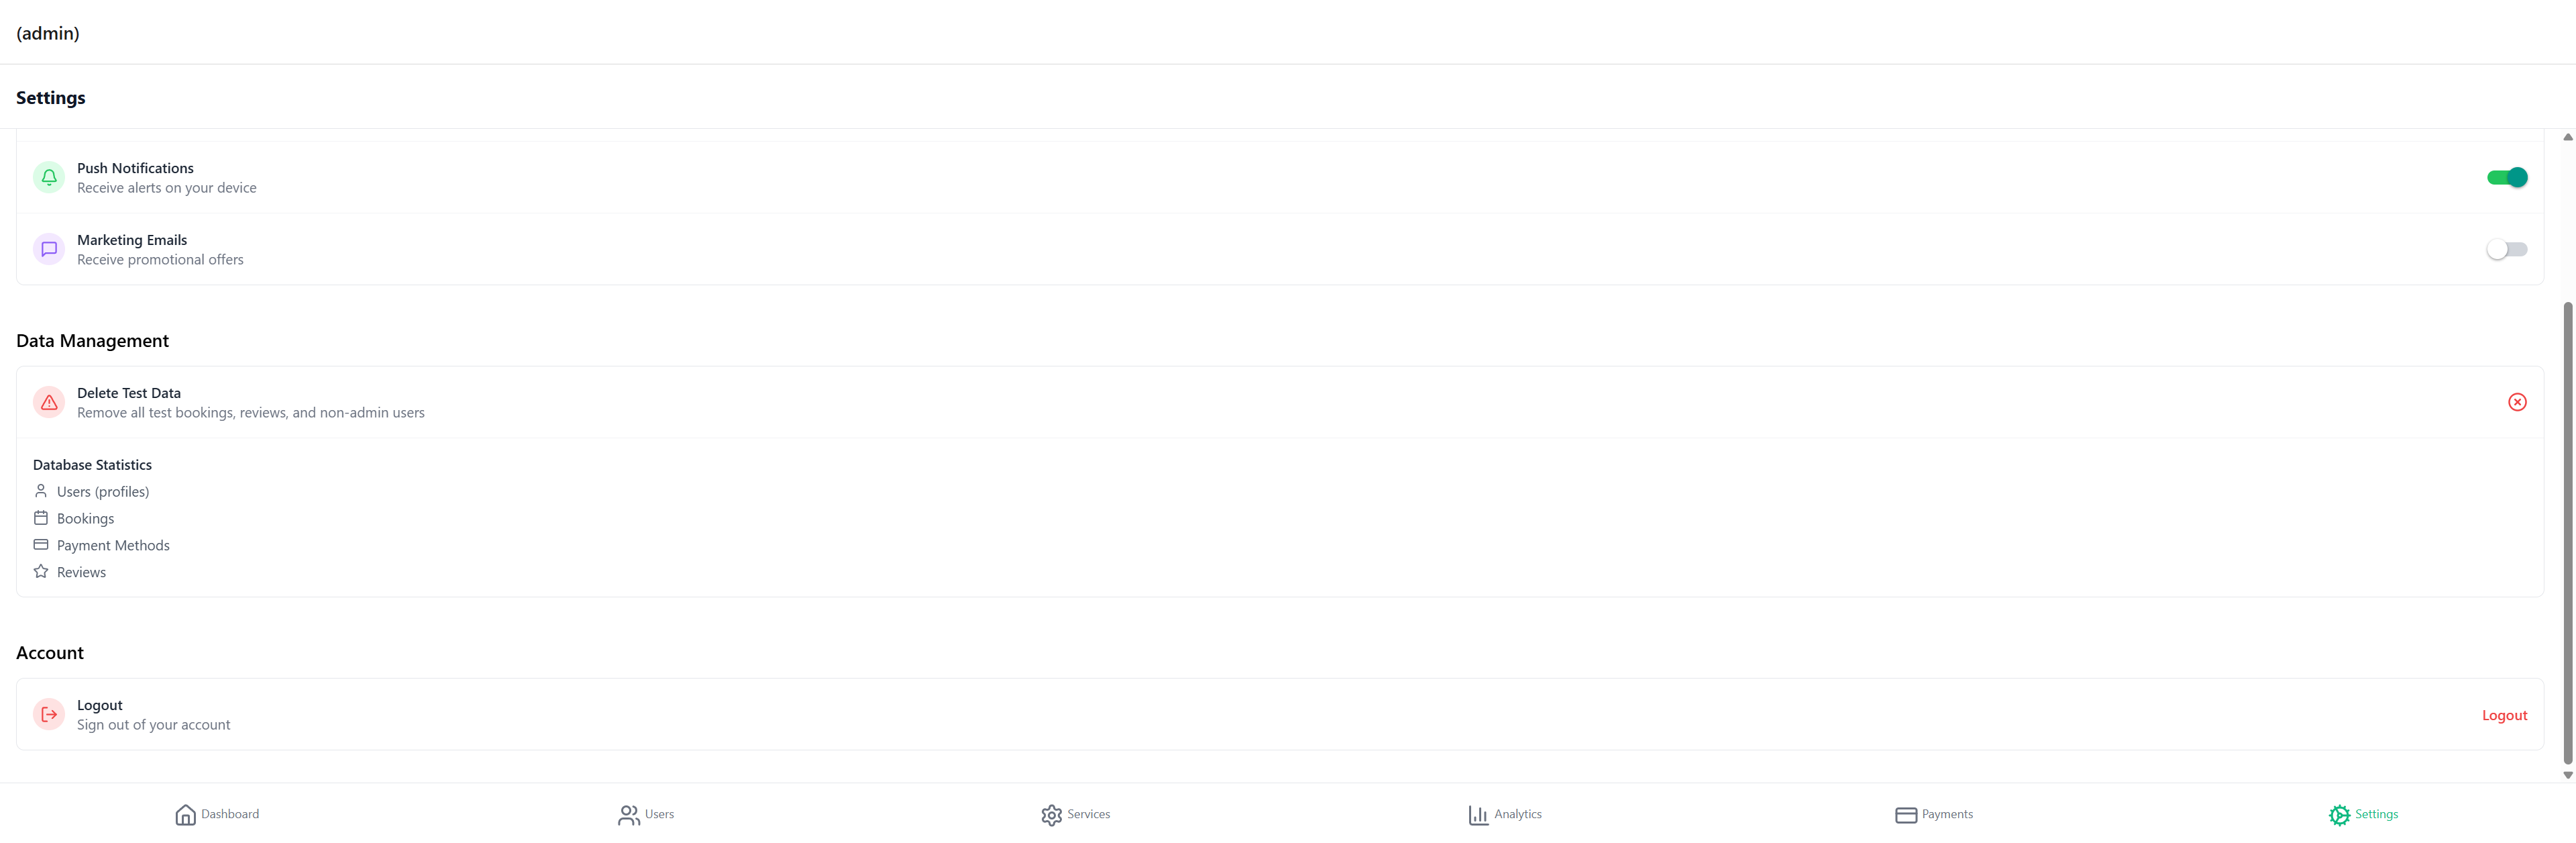 (admin)
Settings
Push Notifications
Receive alerts on your device
Marketing Emails
Receive promotional offers
Data Management
Delete Test Data
Remove all test bookings, reviews, and non-admin users
Database Statistics
Users (profiles)
Bookings
Payment Methods
Reviews
Account
Logout
Sign out of your account
Logout
Dashboard
Users
Services
Analytics
Payments
Settings